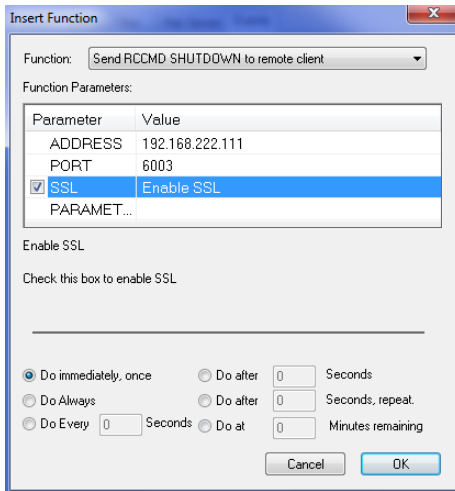 Insert Function
Function: Send RCCMD SHUTDOWN to remote client
Function Parameters:
Parameter Value
ADDRESS 192.168.222.111
PORT 6003
SSL Enable SSL
PARAMET...
Enable SSL
Check this box to enable SSL
Do immediately, once Do after 0 Seconds
Do Always Do after 0 Seconds, repeat.
Do Every 0 Seconds Do at 0 Minutes remaining
Cancel OK